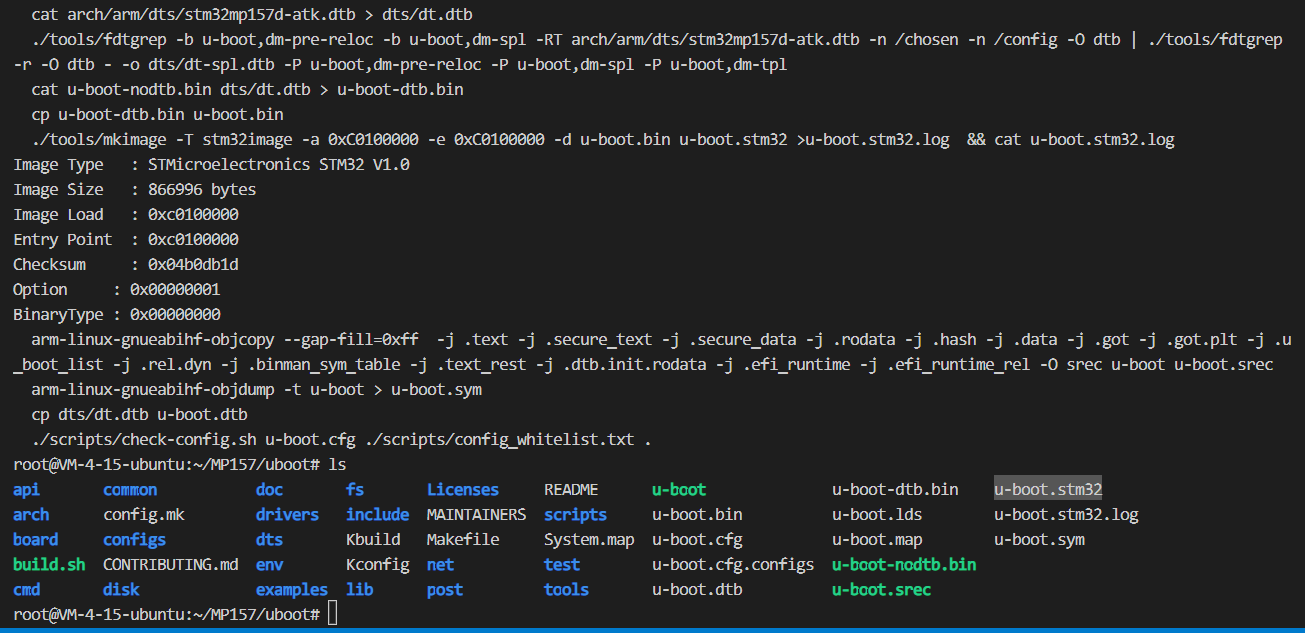 cat arch/arm/dts/stm32mp157d-atk.dtb > dts/dt.dtb
./tools/fdtgrep -b u-boot,dm-pre-reloc -b u-boot,dm-spl -RT arch/arm/dts/stm32mp157d-atk.dtb -n /chosen -n /config -O dtb | ./tools/fdtgrep
-r -O dtb - -o dts/dt-spl.dtb -P u-boot,dm-pre-reloc -P u-boot,dm-spl -P u-boot,dm-tpl
cat u-boot-nodtb.bin dts/dt.dtb > u-boot-dtb.bin
cp u-boot-dtb.bin u-boot.bin
./tools/mkimage -T stm32image -a 0xC0100000 -e 0xC0100000 -d u-boot.bin u-boot.stm32 >u-boot.stm32.log  && cat u-boot.stm32.log
Image Type   : STMicroelectronics STM32 V1.0
Image Size   : 866996 bytes
Image Load   : 0xc0100000
Entry Point  : 0xc0100000
Checksum     : 0x04b0db1d
Option     : 0x00000001
BinaryType : 0x00000000
arm-linux-gnueabihf-objcopy --gap-fill=0xff  -j .text -j .secure_text -j .secure_data -j .rodata -j .hash -j .data -j .got -j .got.plt -j .u
_boot_list -j .rel.dyn -j .binman_sym_table -j .text_rest -j .dtb.init.rodata -j .efi_runtime -j .efi_runtime_rel -O srec u-boot u-boot.srec
arm-linux-gnueabihf-objdump -t u-boot > u-boot.sym
cp dts/dt.dtb u-boot.dtb
./scripts/check-config.sh u-boot.cfg ./scripts/config_whitelist.txt .
root@VM-4-15-ubuntu:~/MP157/uboot# ls
api       common           doc       fs       Licenses     README      u-boot              u-boot-dtb.bin    u-boot.stm32
arch      config.mk        drivers   include  MAINTAINERS  scripts     u-boot.bin          u-boot.lds        u-boot.stm32.log
board     configs          dts       Kbuild   Makefile     System.map  u-boot.cfg          u-boot.map        u-boot.sym
build.sh  CONTRIBUTING.md  env       Kconfig  net          test        u-boot.cfg.configs  u-boot-nodtb.bin
cmd       disk             examples  lib      post         tools       u-boot.dtb          u-boot.srec
root@VM-4-15-ubuntu:~/MP157/uboot#